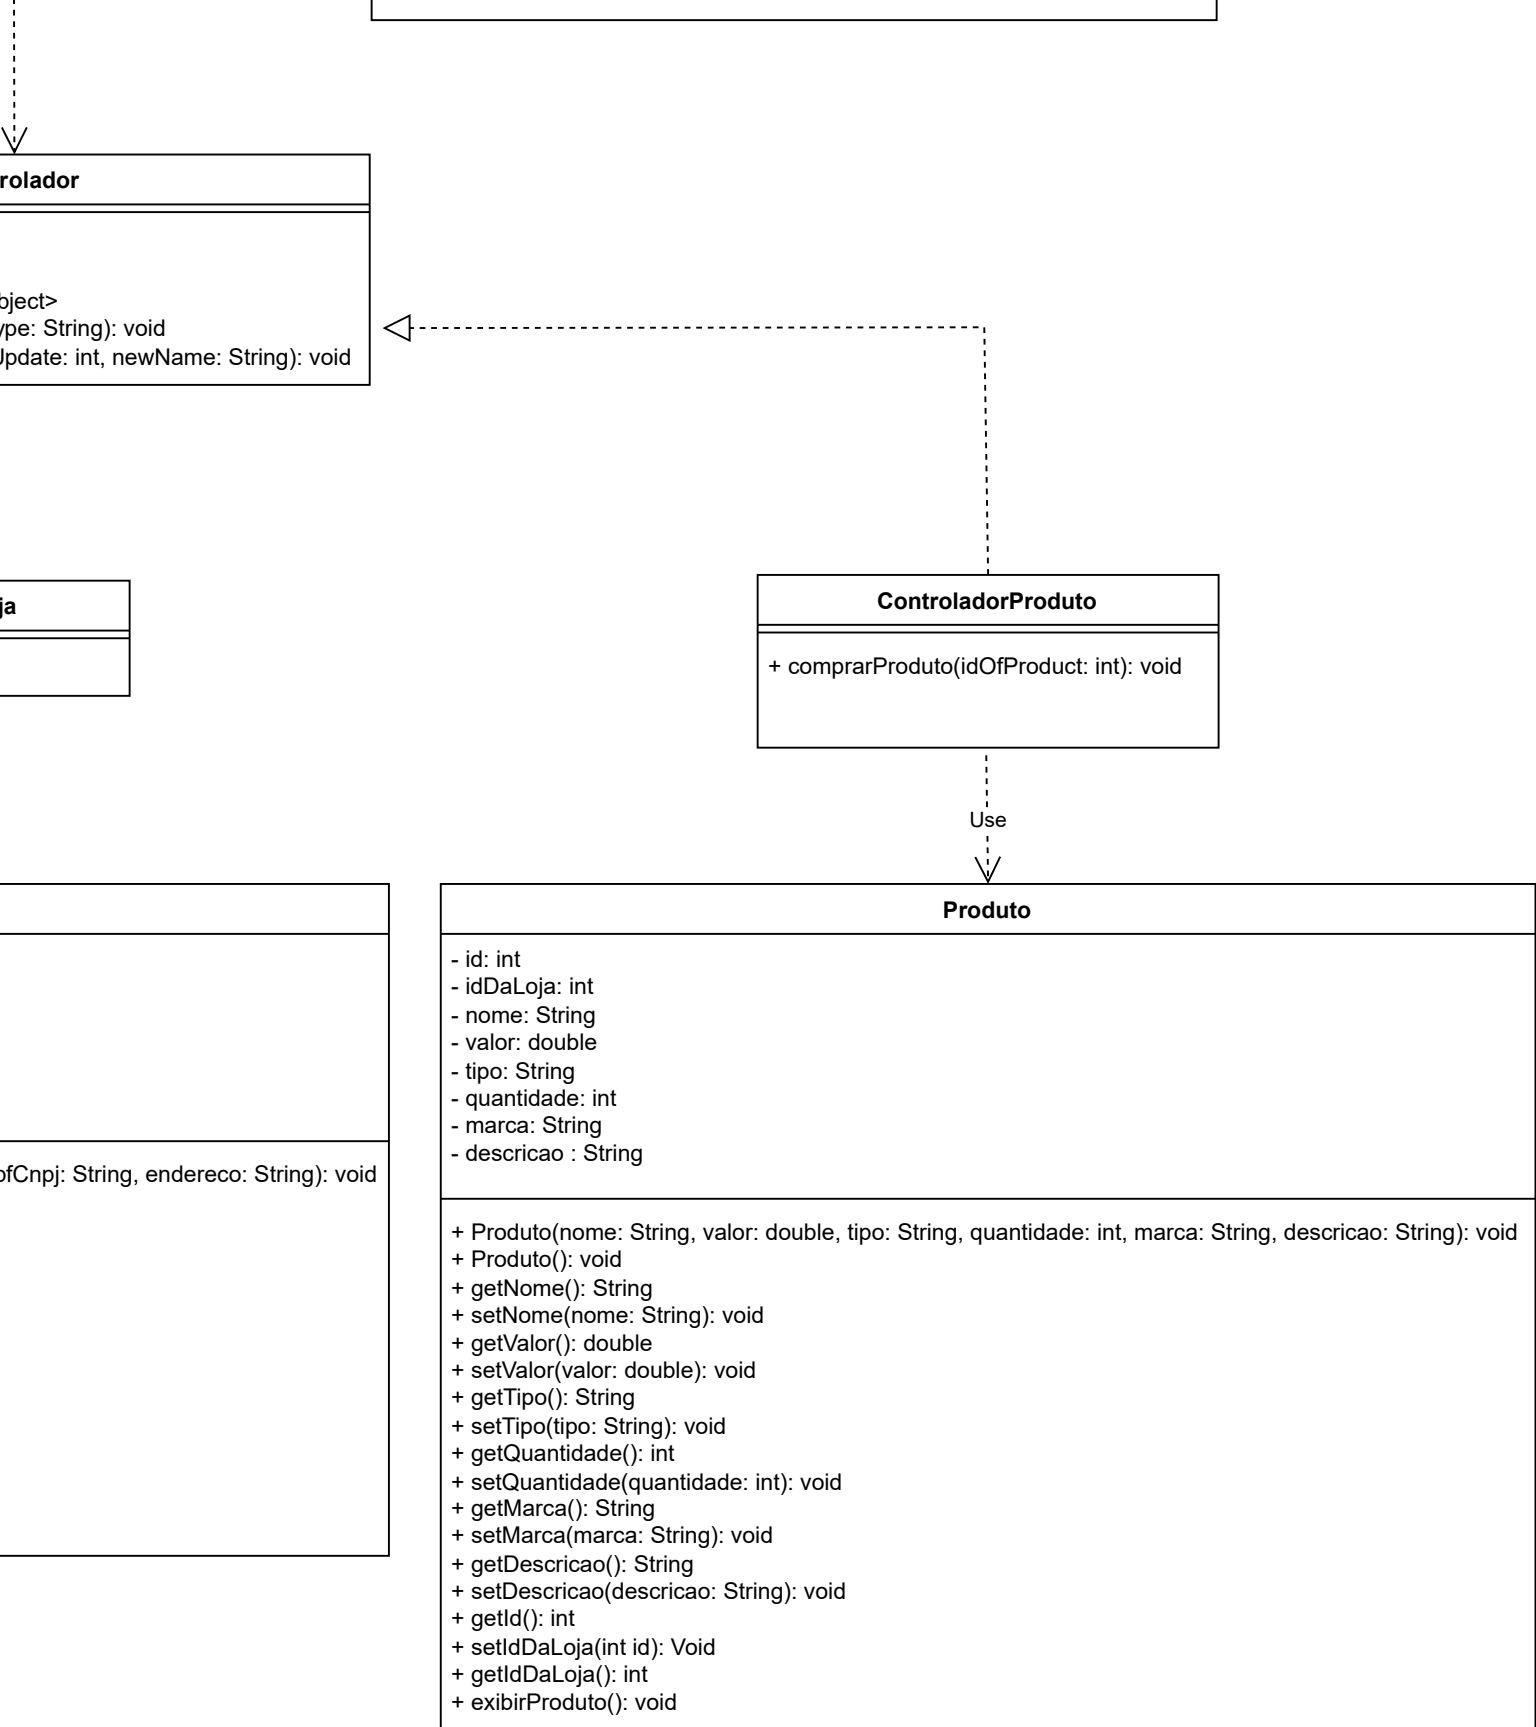 rolador
bject>
ype: String): void
Update: int, newName: String): void
ja
ControladorProduto
+ comprarProduto(idOfProduct: int): void
Use
pfCnpj: String, endereco: String): void
Produto
- id: int
- idDaLoja: int
- nome: String
- valor: double
- tipo: String
- quantidade: int
- marca: String
- descricao : String
+ Produto(nome: String, valor: double, tipo: String, quantidade: int, marca: String, descricao: String): void
+ Produto(): void
+ getNome(): String
+ setNome(nome: String): void
+ getValor(): double
+ setValor(valor: double): void
+ getTipo(): String
+ setTipo(tipo: String): void
+ getQuantidade(): int
+ setQuantidade(quantidade: int): void
+ getMarca(): String
+ setMarca(marca: String): void
+ getDescricao(): String
+ setDescricao(descricao: String): void
+ getId(): int
+ setIdDaLoja(int id): Void
+ getIdDaLoja(): int
+ exibirProduto(): void